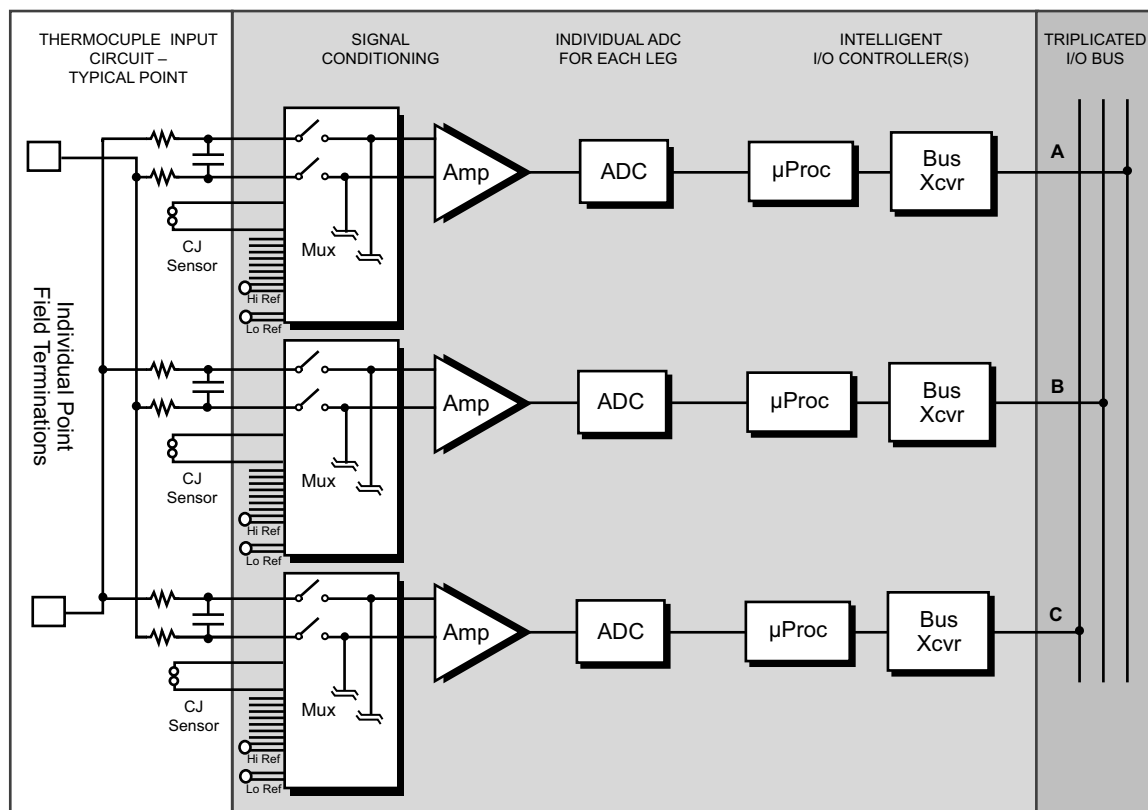 THERMOCUPLE INPUT
CIRCUIT –
TYPICAL POINT
SIGNAL
CONDITIONING
INDIVIDUAL ADC
FOR EACH LEG
INTELLIGENT
I/O CONTROLLER(S)
TRIPLICATED
I/O BUS
Individual Point
Field Terminations
CJ
Sensor
Hi Ref
Lo Ref
Mux
Amp
ADC
µProc
Bus
Xcvr
A
CJ
Sensor
Hi Ref
Lo Ref
Mux
Amp
ADC
µProc
Bus
Xcvr
B
CJ
Sensor
Hi Ref
Lo Ref
Mux
Amp
ADC
µProc
Bus
Xcvr
C